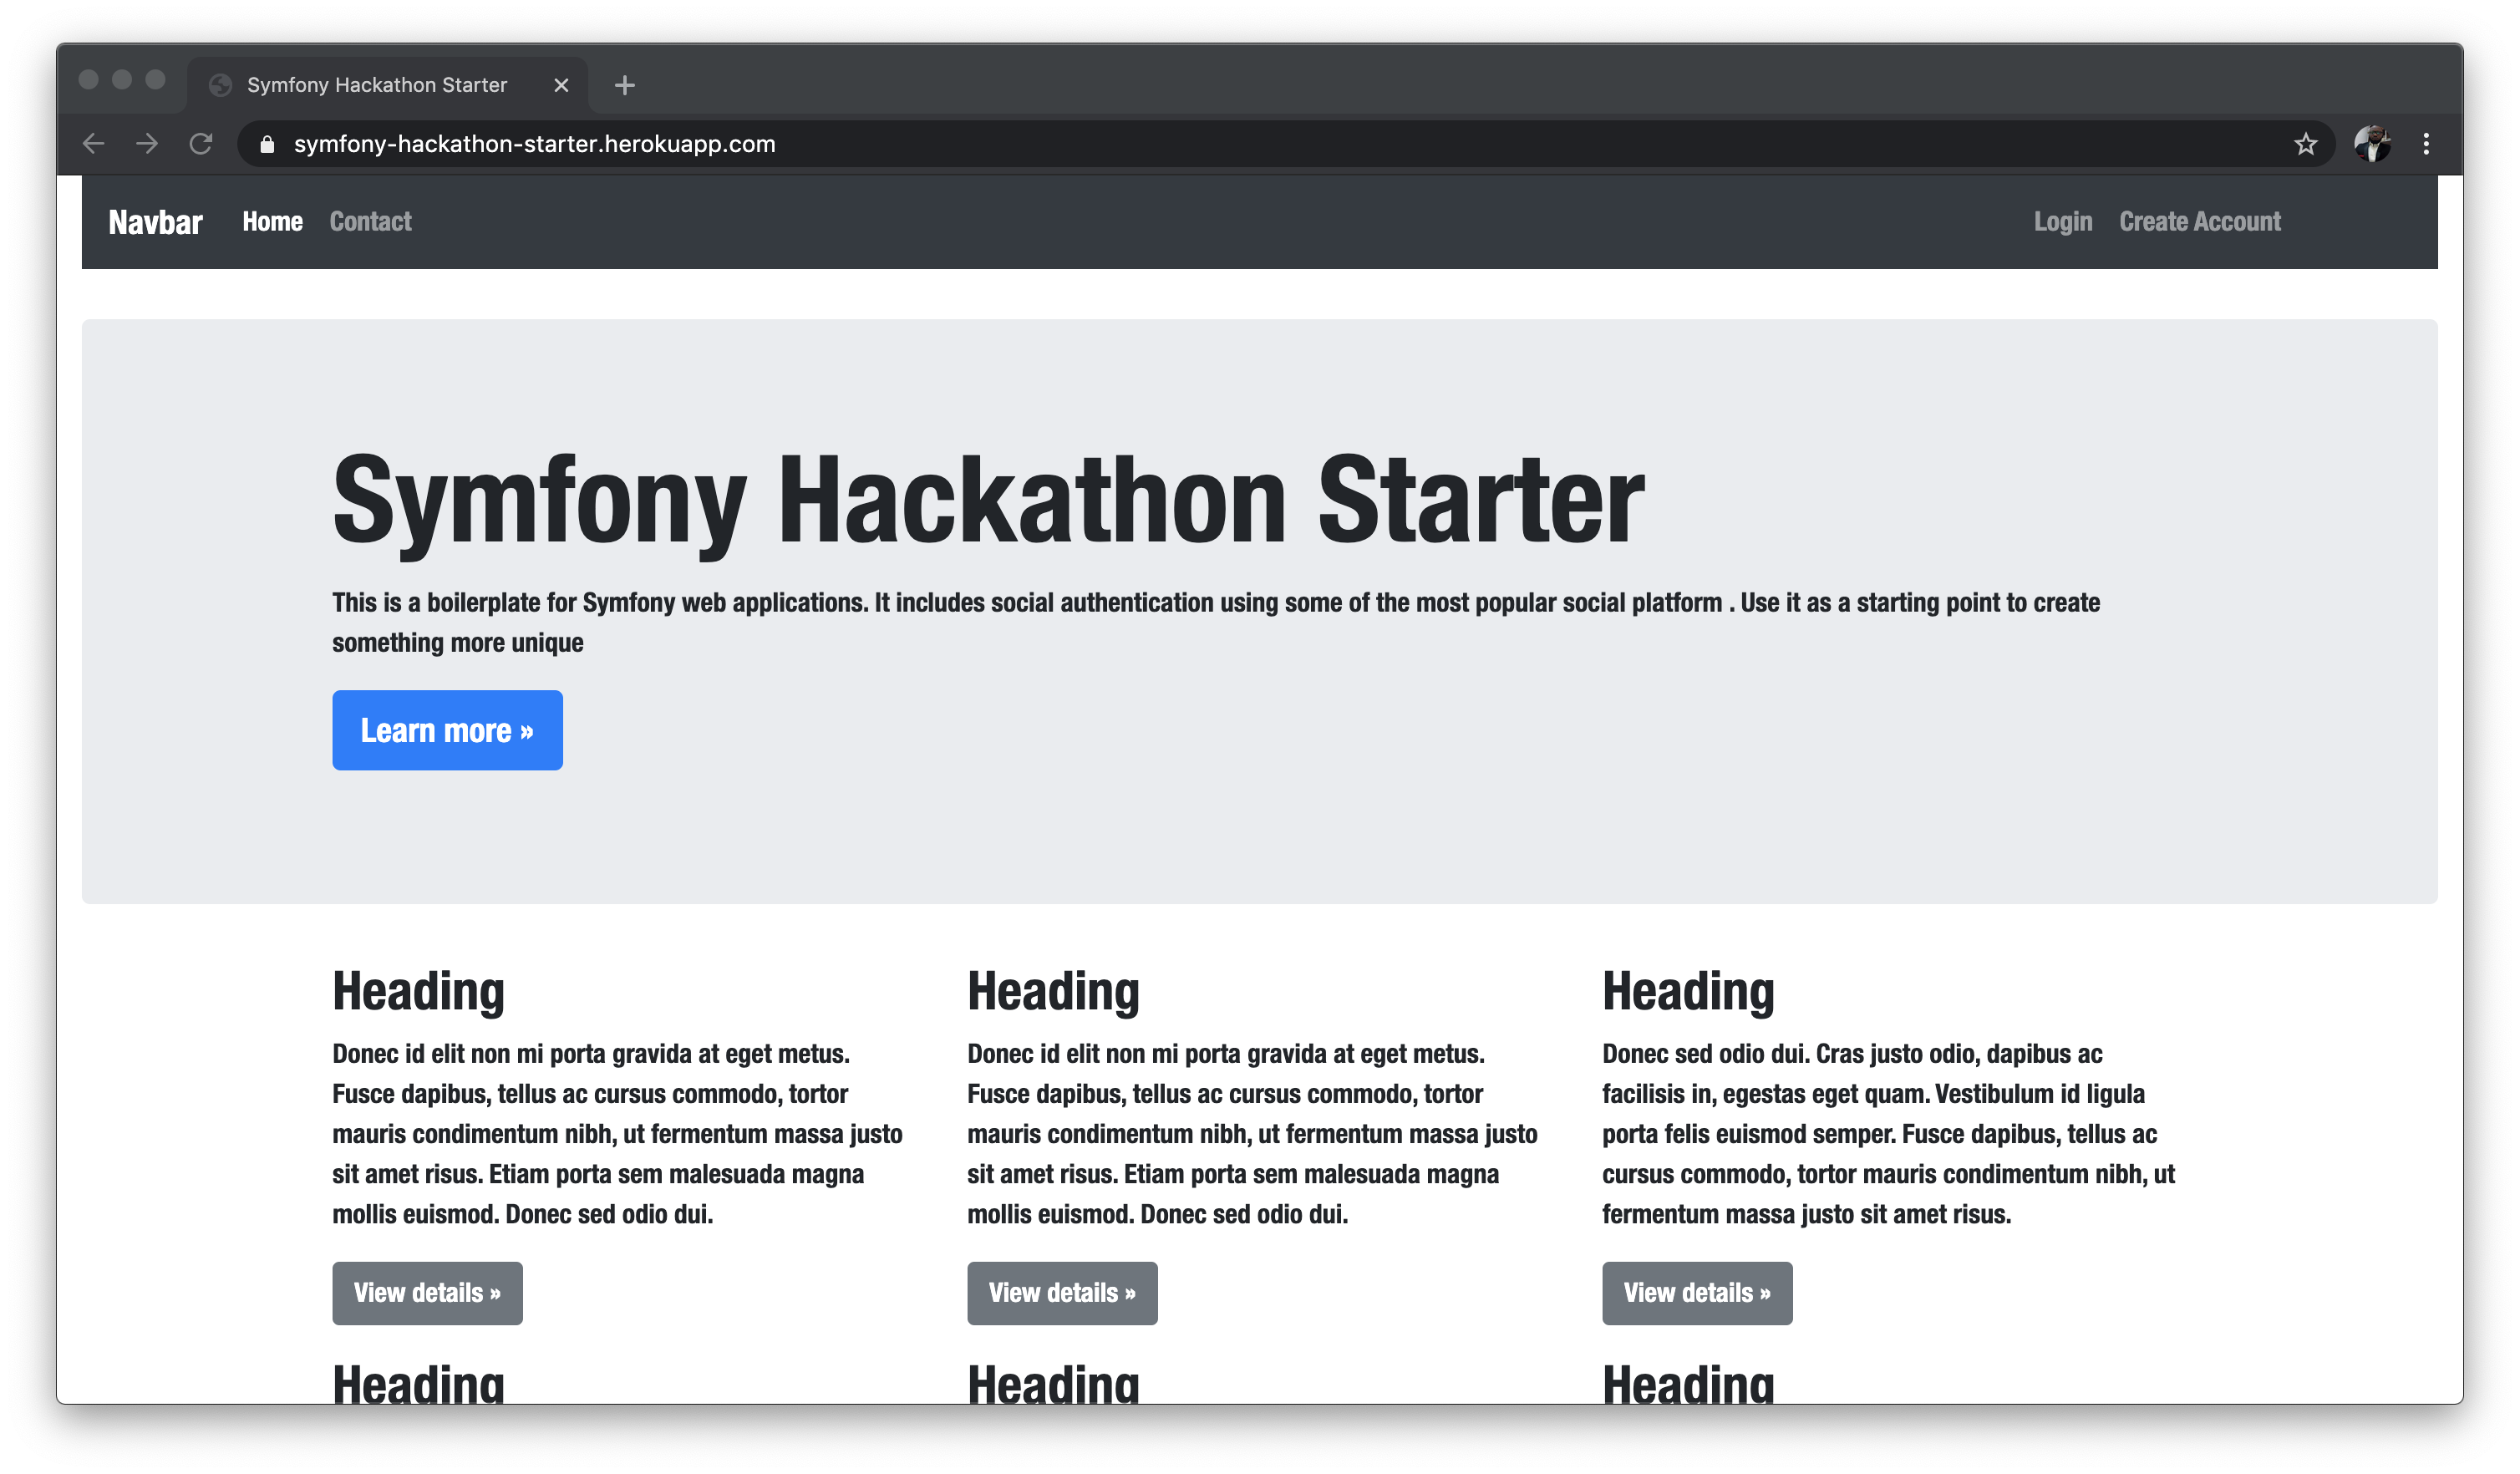 Symfony Hackathon Starter
symfony-hackathon-starter.herokuapp.com
Navbar Home Contact Login Create Account
Symfony Hackathon Starter
This is a boilerplate for Symfony web applications. It includes social authentication using some of the most popular social platform . Use it as a starting point to create
something more unique
Learn more »
Heading
Donec id elit non mi porta gravida at eget metus.
Fusce dapibus, tellus ac cursus commodo, tortor
mauris condimentum nibh, ut fermentum massa justo
sit amet risus. Etiam porta sem malesuada magna
mollis euismod. Donec sed odio dui.
View details »
Heading
Donec id elit non mi porta gravida at eget metus.
Fusce dapibus, tellus ac cursus commodo, tortor
mauris condimentum nibh, ut fermentum massa justo
sit amet risus. Etiam porta sem malesuada magna
mollis euismod. Donec sed odio dui.
View details »
Heading
Donec sed odio dui. Cras justo odio, dapibus ac
facilisis in, egestas eget quam. Vestibulum id ligula
porta felis euismod semper. Fusce dapibus, tellus ac
cursus commodo, tortor mauris condimentum nibh, ut
fermentum massa justo sit amet risus.
View details »
Heading
Heading
Heading